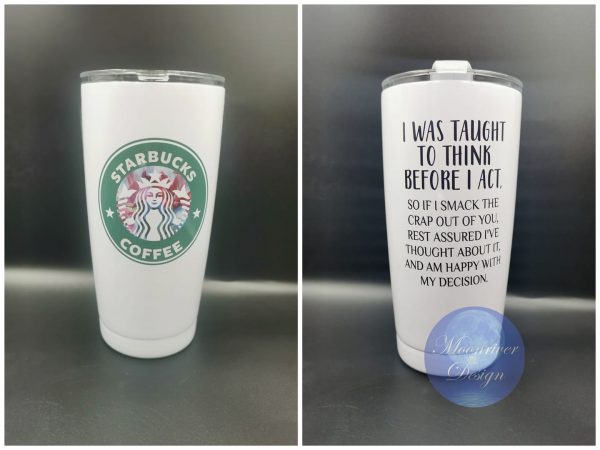 STARBUCKS
COFFEE
I WAS TAUGHT
TO THINK
BEFORE I ACT,
SO IF I SMACK THE
CRAP OUT OF YOU,
REST ASSURED I'VE
THOUGHT ABOUT IT,
AND AM HAPPY WITH
MY DECISION.
Moonriver
Design